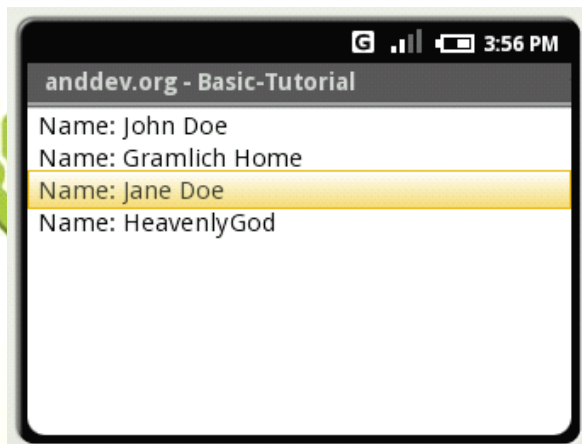 G 3:56 PM
anddev.org - Basic-Tutorial
Name: John Doe
Name: Gramlich Home
Name: Jane Doe
Name: HeavenlyGod